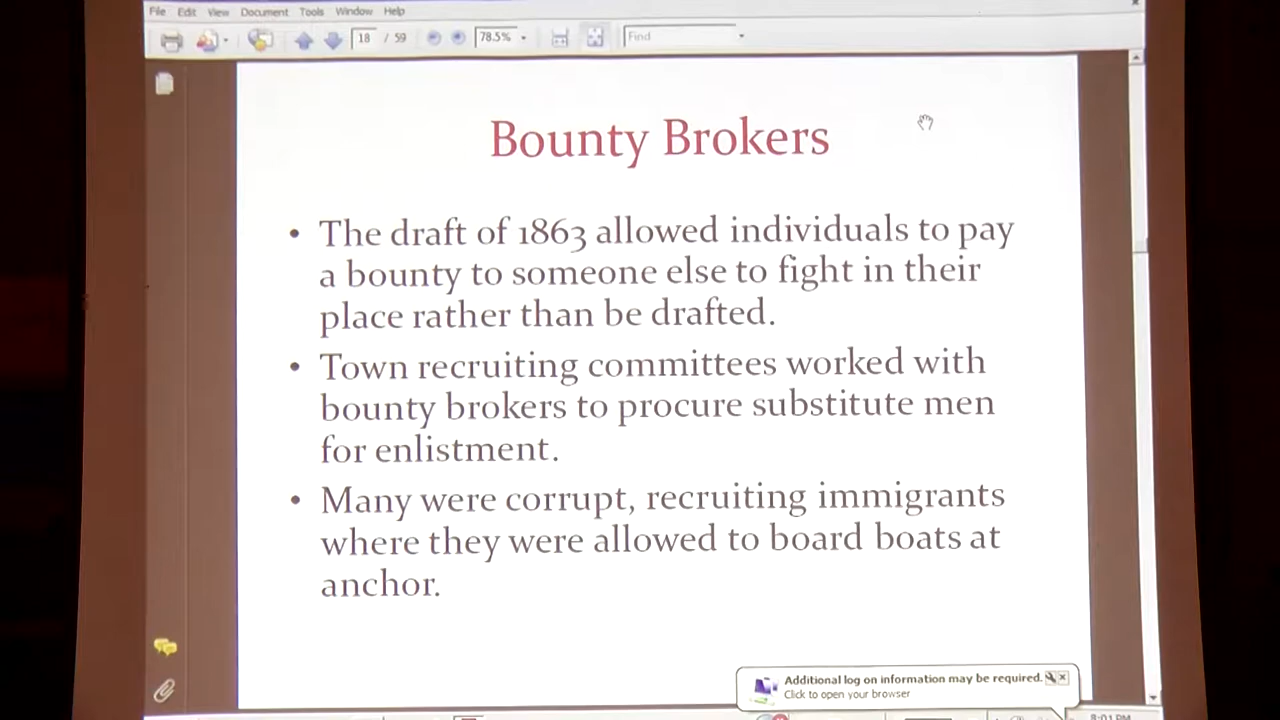 File Edit View Document Tools Window Help
18 / 59 78.5% Find
Bounty Brokers
• The draft of 1863 allowed individuals to pay
a bounty to someone else to fight in their
place rather than be drafted.
• Town recruiting committees worked with
bounty brokers to procure substitute men
for enlistment.
• Many were corrupt, recruiting immigrants
where they were allowed to board boats at
anchor.
Additional log on information may be required.
Click to open your browser
8:01 PM